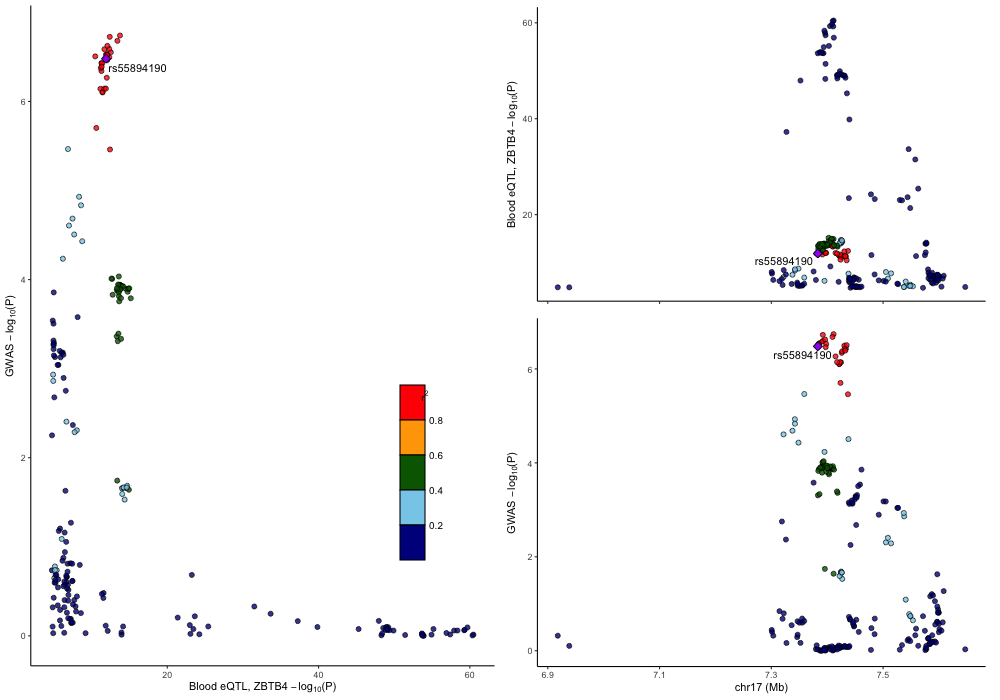 GWAS − log10(P)
6
4
2
0
rs55894190
r2
0.8
0.6
0.4
0.2
20
40
60
Blood eQTL, ZBTB4 − log10(P)
Blood eQTL, ZBTB4 − log10(P)
60
40
20
rs55894190
GWAS − log10(P)
6
4
2
0
rs55894190
6.9
7.1
7.3
7.5
chr17 (Mb)